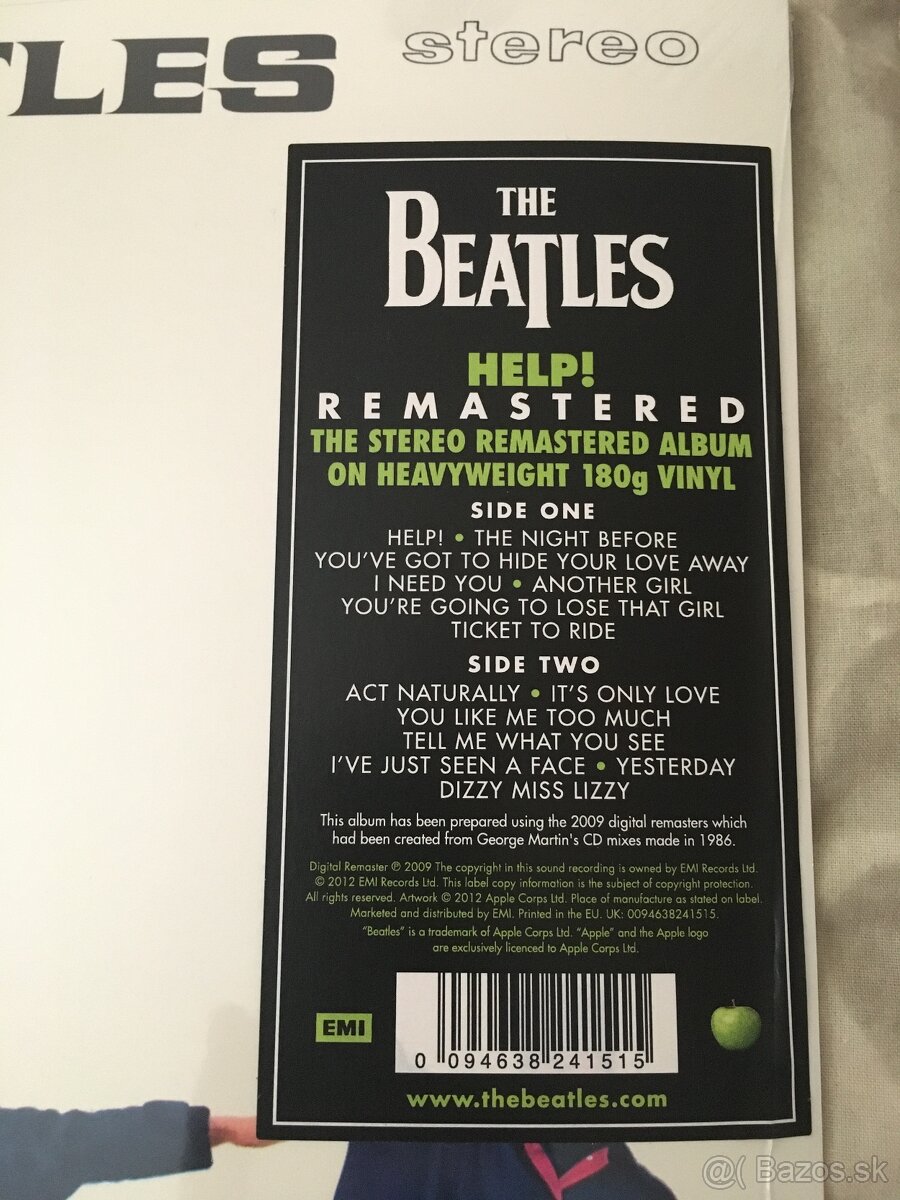 TLES stereo
THE
BEATLES
HELP!
REMASTERED
THE STEREO REMASTERED ALBUM
ON HEAVYWEIGHT 180g VINYL
SIDE ONE
HELP! • THE NIGHT BEFORE
YOU'VE GOT TO HIDE YOUR LOVE AWAY
I NEED YOU • ANOTHER GIRL
YOU'RE GOING TO LOSE THAT GIRL
TICKET TO RIDE
SIDE TWO
ACT NATURALLY • IT'S ONLY LOVE
YOU LIKE ME TOO MUCH
TELL ME WHAT YOU SEE
I'VE JUST SEEN A FACE • YESTERDAY
DIZZY MISS LIZZY
This album has been prepared using the 2009 digital remasters which
had been created from George Martin's CD mixes made in 1986.
Digital Remaster ℗ 2009 The copyright in this sound recording is owned by EMI Records Ltd.
© 2012 EMI Records Ltd. This label copy information is the subject of copyright protection.
All rights reserved. Artwork © 2012 Apple Corps Ltd. Place of manufacture as stated on label.
Marketed and distributed by EMI. Printed in the EU. UK: 0094638241515.
"Beatles" is a trademark of Apple Corps Ltd. "Apple" and the Apple logo
are exclusively licenced to Apple Corps Ltd.
EMI
0 094638 241515
www.thebeatles.com
@( Bazos.sk